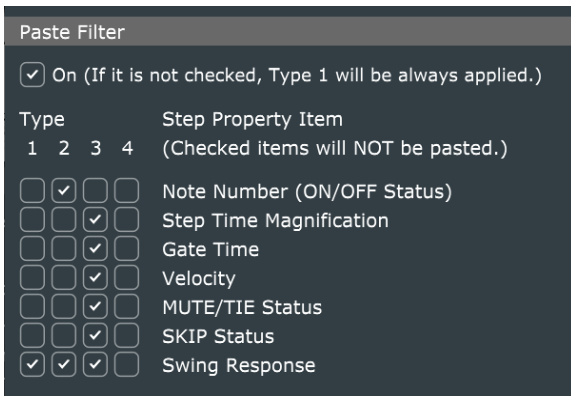 Paste Filter
On (If it is not checked, Type 1 will be always applied.)
Type Step Property Item
1 2 3 4 (Checked items will NOT be pasted.)
Note Number (ON/OFF Status)
Step Time Magnification
Gate Time
Velocity
MUTE/TIE Status
SKIP Status
Swing Response